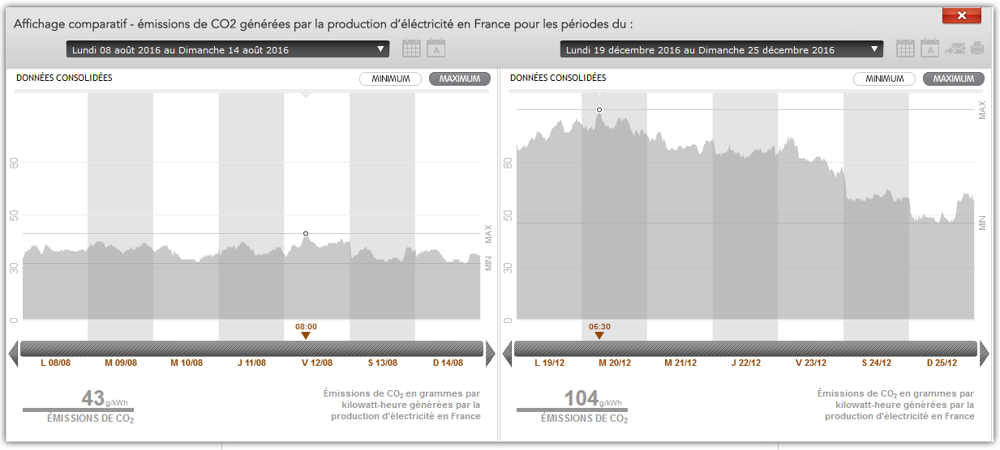 Affichage comparatif - émissions de CO2 générées par la production d’éléctricité en France pour les périodes du :
Lundi 08 août 2016 au Dimanche 14 août 2016
A
Lundi 19 décembre 2016 au Dimanche 25 décembre 2016
A
DONNÉES CONSOLIDÉES
MINIMUM
MAXIMUM
80
50
30
0
MAX
MIN
08:00
L 08/08
M 09/08
M 10/08
J 11/08
V 12/08
S 13/08
D 14/08
43 g/kWh
ÉMISSIONS DE CO2
Émissions de CO2 en grammes par
kilowatt-heure générées par la
production d'électricité en France
DONNÉES CONSOLIDÉES
MINIMUM
MAXIMUM
80
50
30
0
MAX
MIN
06:30
L 19/12
M 20/12
M 21/12
J 22/12
V 23/12
S 24/12
D 25/12
104 g/kWh
ÉMISSIONS DE CO2
Émissions de CO2 en grammes par
kilowatt-heure générées par la
production d'électricité en France